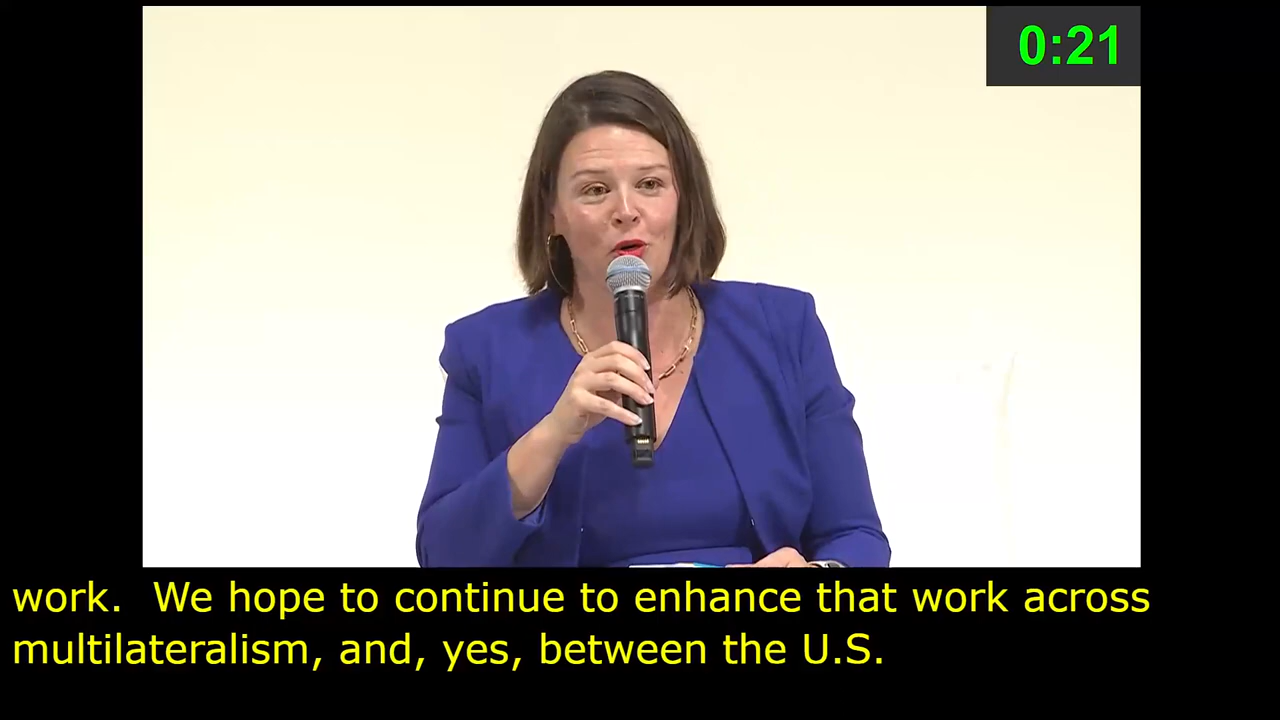 0:21
work.  We hope to continue to enhance that work across
multilateralism, and, yes, between the U.S.